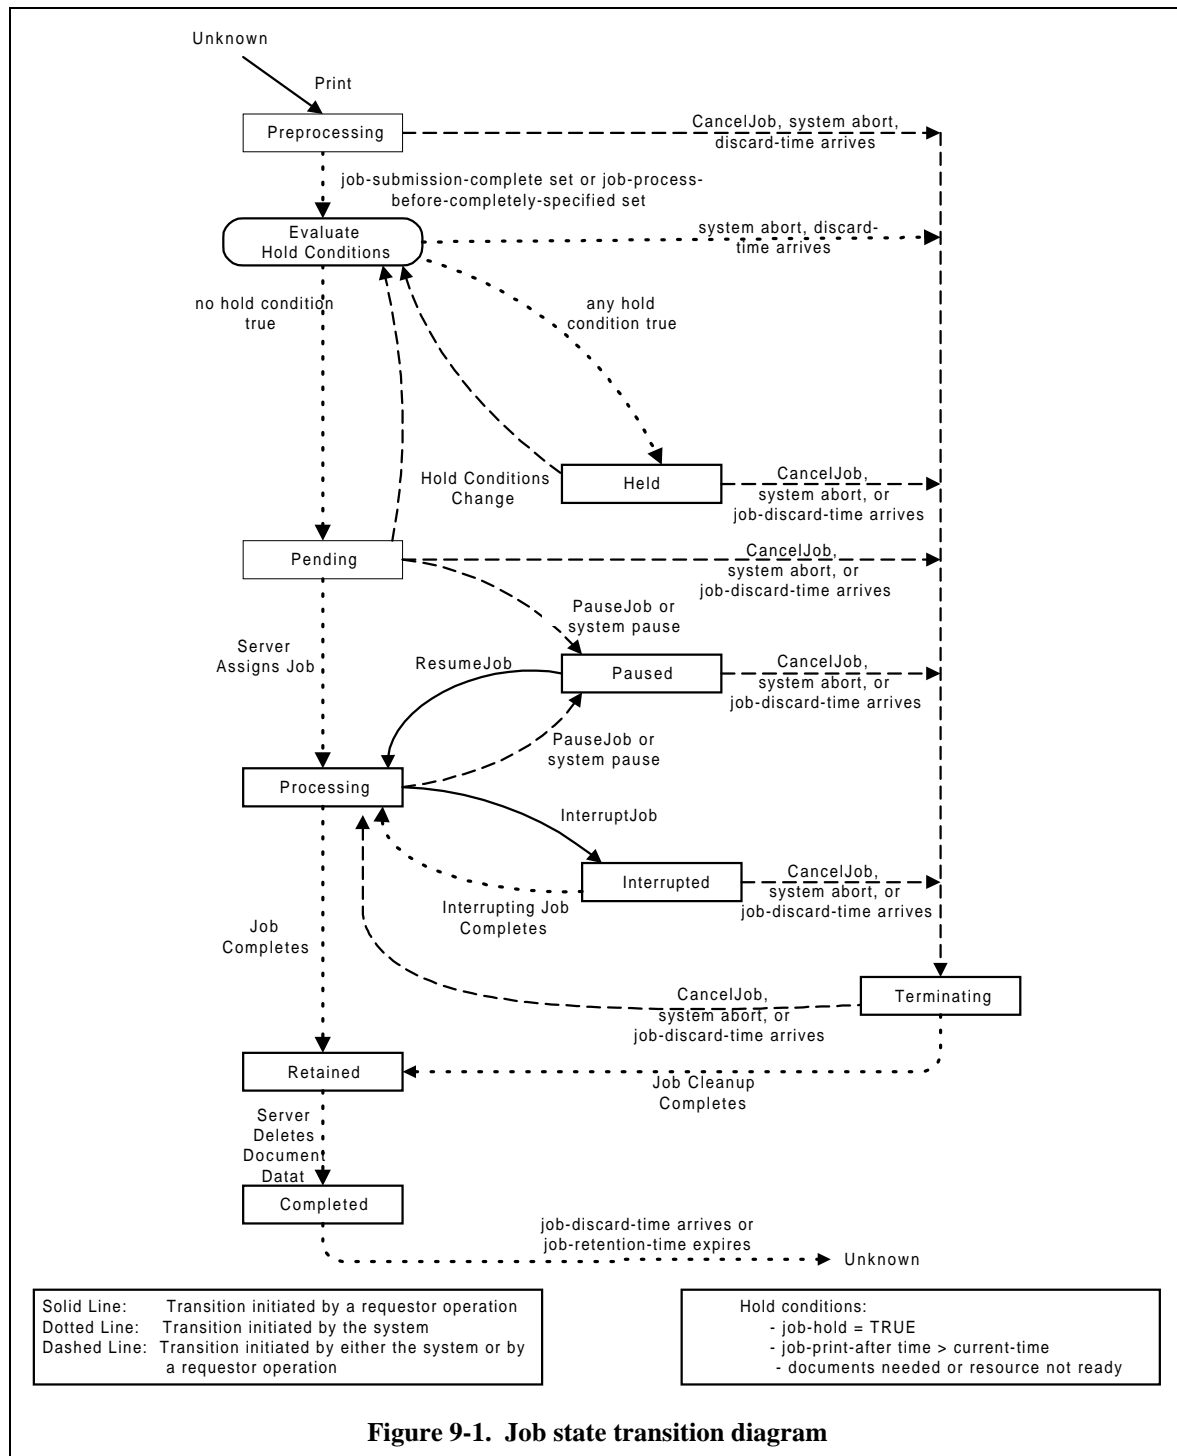 Unknown
Print
Preprocessing
CancelJob, system abort,
discard-time arrives
job-submission-complete set or job-process-
before-completely-specified set
Evaluate
Hold Conditions
system abort, discard-
time arrives
no hold condition
true
any hold
condition true
Hold Conditions
Change
Held
CancelJob,
system abort, or
job-discard-time arrives
Pending
CancelJob,
system abort, or
job-discard-time arrives
PauseJob or
system pause
Server
Assigns Job
ResumeJob
Paused
CancelJob,
system abort, or
job-discard-time arrives
PauseJob or
system pause
Processing
InterruptJob
Interrupted
CancelJob,
system abort, or
job-discard-time arrives
Interrupting Job
Completes
Job
Completes
CancelJob,
system abort, or
job-discard-time arrives
Terminating
Retained
Job Cleanup
Completes
Server
Deletes
Document
Datat
Completed
job-discard-time arrives or
job-retention-time expires
Unknown
Solid Line: Transition initiated by a requestor operation
Dotted Line: Transition initiated by the system
Dashed Line: Transition initiated by either the system or by
a requestor operation
Hold conditions:
- job-hold = TRUE
- job-print-after time > current-time
- documents needed or resource not ready
Figure 9-1. Job state transition diagram